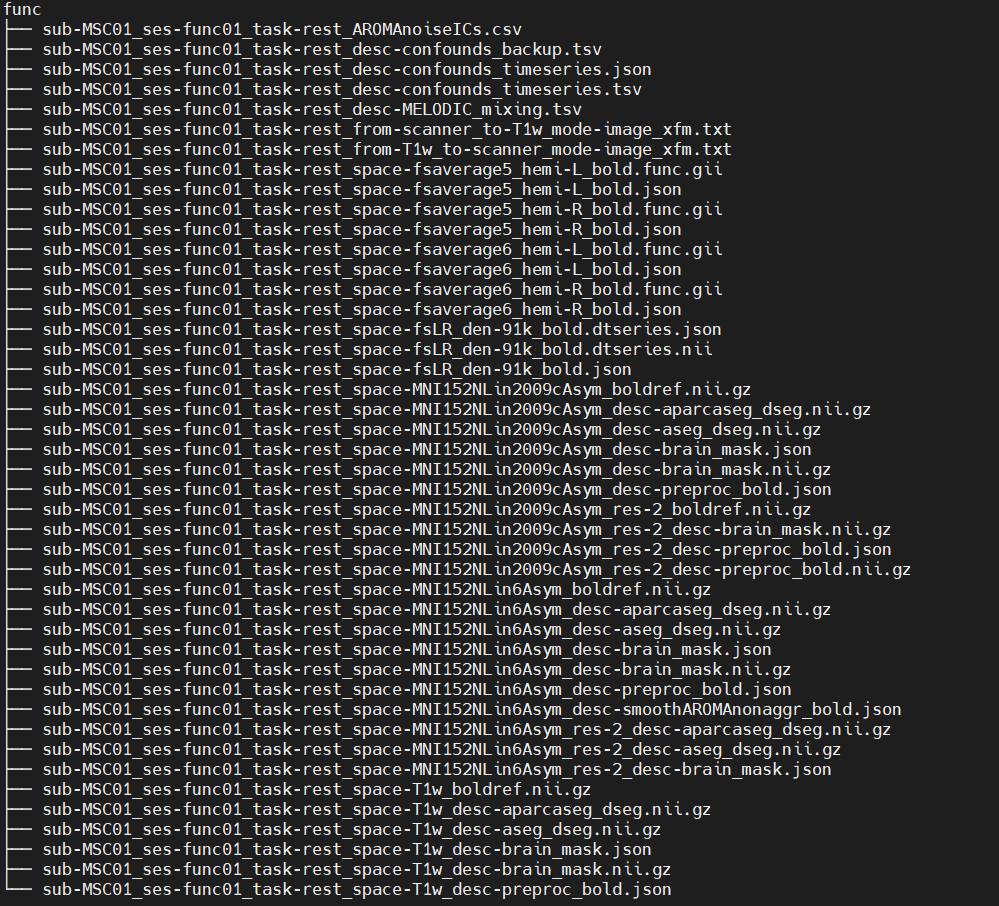 func
├── sub-MSC01_ses-func01_task-rest_AROMAnoiseICs.csv
├── sub-MSC01_ses-func01_task-rest_desc-confounds_backup.tsv
├── sub-MSC01_ses-func01_task-rest_desc-confounds_timeseries.json
├── sub-MSC01_ses-func01_task-rest_desc-confounds_timeseries.tsv
├── sub-MSC01_ses-func01_task-rest_desc-MELODIC_mixing.tsv
├── sub-MSC01_ses-func01_task-rest_from-scanner_to-T1w_mode-image_xfm.txt
├── sub-MSC01_ses-func01_task-rest_from-T1w_to-scanner_mode-image_xfm.txt
├── sub-MSC01_ses-func01_task-rest_space-fsaverage5_hemi-L_bold.func.gii
├── sub-MSC01_ses-func01_task-rest_space-fsaverage5_hemi-L_bold.json
├── sub-MSC01_ses-func01_task-rest_space-fsaverage5_hemi-R_bold.func.gii
├── sub-MSC01_ses-func01_task-rest_space-fsaverage5_hemi-R_bold.json
├── sub-MSC01_ses-func01_task-rest_space-fsaverage6_hemi-L_bold.func.gii
├── sub-MSC01_ses-func01_task-rest_space-fsaverage6_hemi-L_bold.json
├── sub-MSC01_ses-func01_task-rest_space-fsaverage6_hemi-R_bold.func.gii
├── sub-MSC01_ses-func01_task-rest_space-fsaverage6_hemi-R_bold.json
├── sub-MSC01_ses-func01_task-rest_space-fsLR_den-91k_bold.dtseries.json
├── sub-MSC01_ses-func01_task-rest_space-fsLR_den-91k_bold.dtseries.nii
├── sub-MSC01_ses-func01_task-rest_space-fsLR_den-91k_bold.json
├── sub-MSC01_ses-func01_task-rest_space-MNI152NLin2009cAsym_boldref.nii.gz
├── sub-MSC01_ses-func01_task-rest_space-MNI152NLin2009cAsym_desc-aparcaseg_dseg.nii.gz
├── sub-MSC01_ses-func01_task-rest_space-MNI152NLin2009cAsym_desc-aseg_dseg.nii.gz
├── sub-MSC01_ses-func01_task-rest_space-MNI152NLin2009cAsym_desc-brain_mask.json
├── sub-MSC01_ses-func01_task-rest_space-MNI152NLin2009cAsym_desc-brain_mask.nii.gz
├── sub-MSC01_ses-func01_task-rest_space-MNI152NLin2009cAsym_desc-preproc_bold.json
├── sub-MSC01_ses-func01_task-rest_space-MNI152NLin2009cAsym_res-2_boldref.nii.gz
├── sub-MSC01_ses-func01_task-rest_space-MNI152NLin2009cAsym_res-2_desc-brain_mask.nii.gz
├── sub-MSC01_ses-func01_task-rest_space-MNI152NLin2009cAsym_res-2_desc-preproc_bold.json
├── sub-MSC01_ses-func01_task-rest_space-MNI152NLin2009cAsym_res-2_desc-preproc_bold.nii.gz
├── sub-MSC01_ses-func01_task-rest_space-MNI152NLin6Asym_boldref.nii.gz
├── sub-MSC01_ses-func01_task-rest_space-MNI152NLin6Asym_desc-aparcaseg_dseg.nii.gz
├── sub-MSC01_ses-func01_task-rest_space-MNI152NLin6Asym_desc-aseg_dseg.nii.gz
├── sub-MSC01_ses-func01_task-rest_space-MNI152NLin6Asym_desc-brain_mask.json
├── sub-MSC01_ses-func01_task-rest_space-MNI152NLin6Asym_desc-brain_mask.nii.gz
├── sub-MSC01_ses-func01_task-rest_space-MNI152NLin6Asym_desc-preproc_bold.json
├── sub-MSC01_ses-func01_task-rest_space-MNI152NLin6Asym_desc-smoothAROMAnonaggr_bold.json
├── sub-MSC01_ses-func01_task-rest_space-MNI152NLin6Asym_res-2_desc-aparcaseg_dseg.nii.gz
├── sub-MSC01_ses-func01_task-rest_space-MNI152NLin6Asym_res-2_desc-aseg_dseg.nii.gz
├── sub-MSC01_ses-func01_task-rest_space-MNI152NLin6Asym_res-2_desc-brain_mask.json
├── sub-MSC01_ses-func01_task-rest_space-T1w_boldref.nii.gz
├── sub-MSC01_ses-func01_task-rest_space-T1w_desc-aparcaseg_dseg.nii.gz
├── sub-MSC01_ses-func01_task-rest_space-T1w_desc-aseg_dseg.nii.gz
├── sub-MSC01_ses-func01_task-rest_space-T1w_desc-brain_mask.json
├── sub-MSC01_ses-func01_task-rest_space-T1w_desc-brain_mask.nii.gz
└── sub-MSC01_ses-func01_task-rest_space-T1w_desc-preproc_bold.json